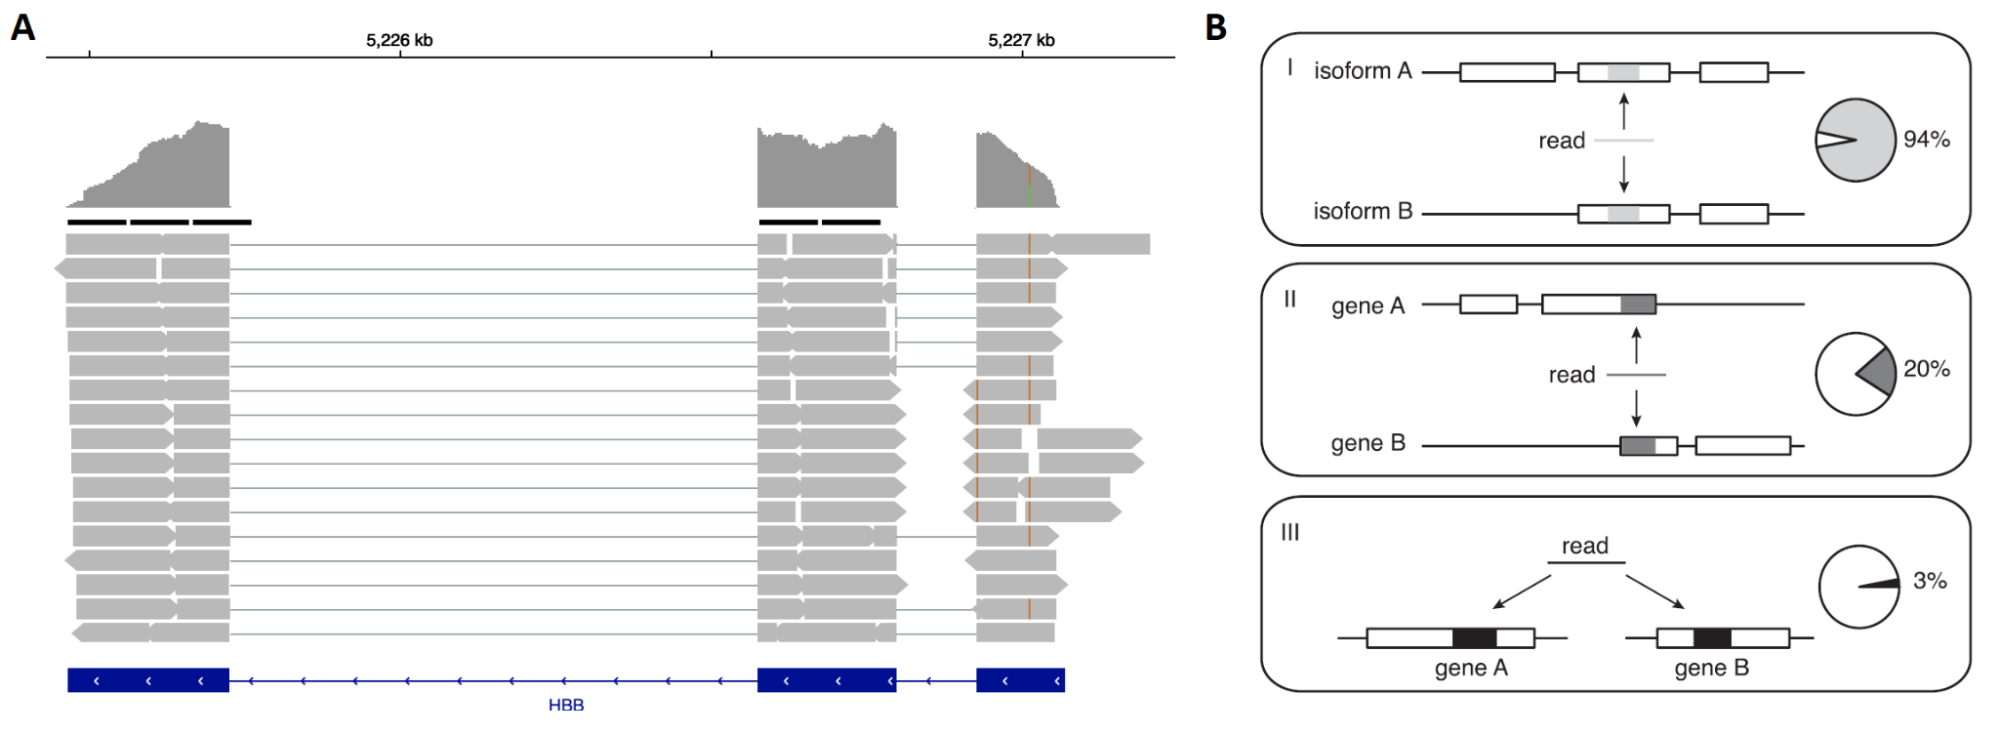 A
5,226 kb
5,227 kb
HBB
B
I
isoform A
read
94%
isoform B
II
gene A
read
20%
gene B
III
read
3%
gene A
gene B